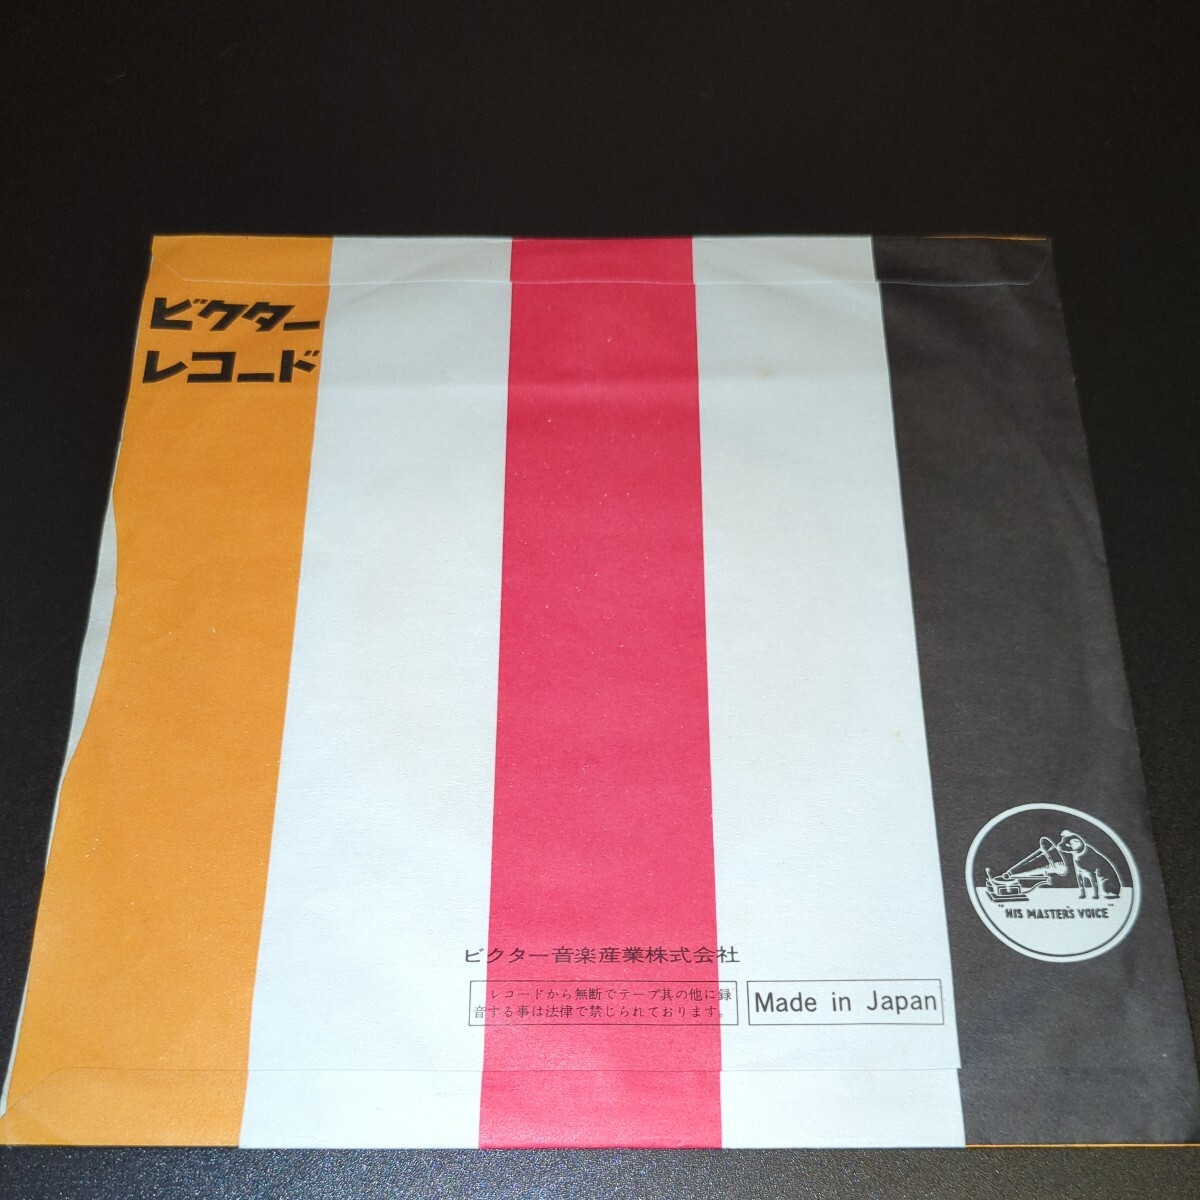 ビクター
レコード
"HIS MASTER'S VOICE"
ビクター音楽産業株式会社
レコードから無断でテープ其の他に録
音する事は法律で禁じられております。
Made in Japan